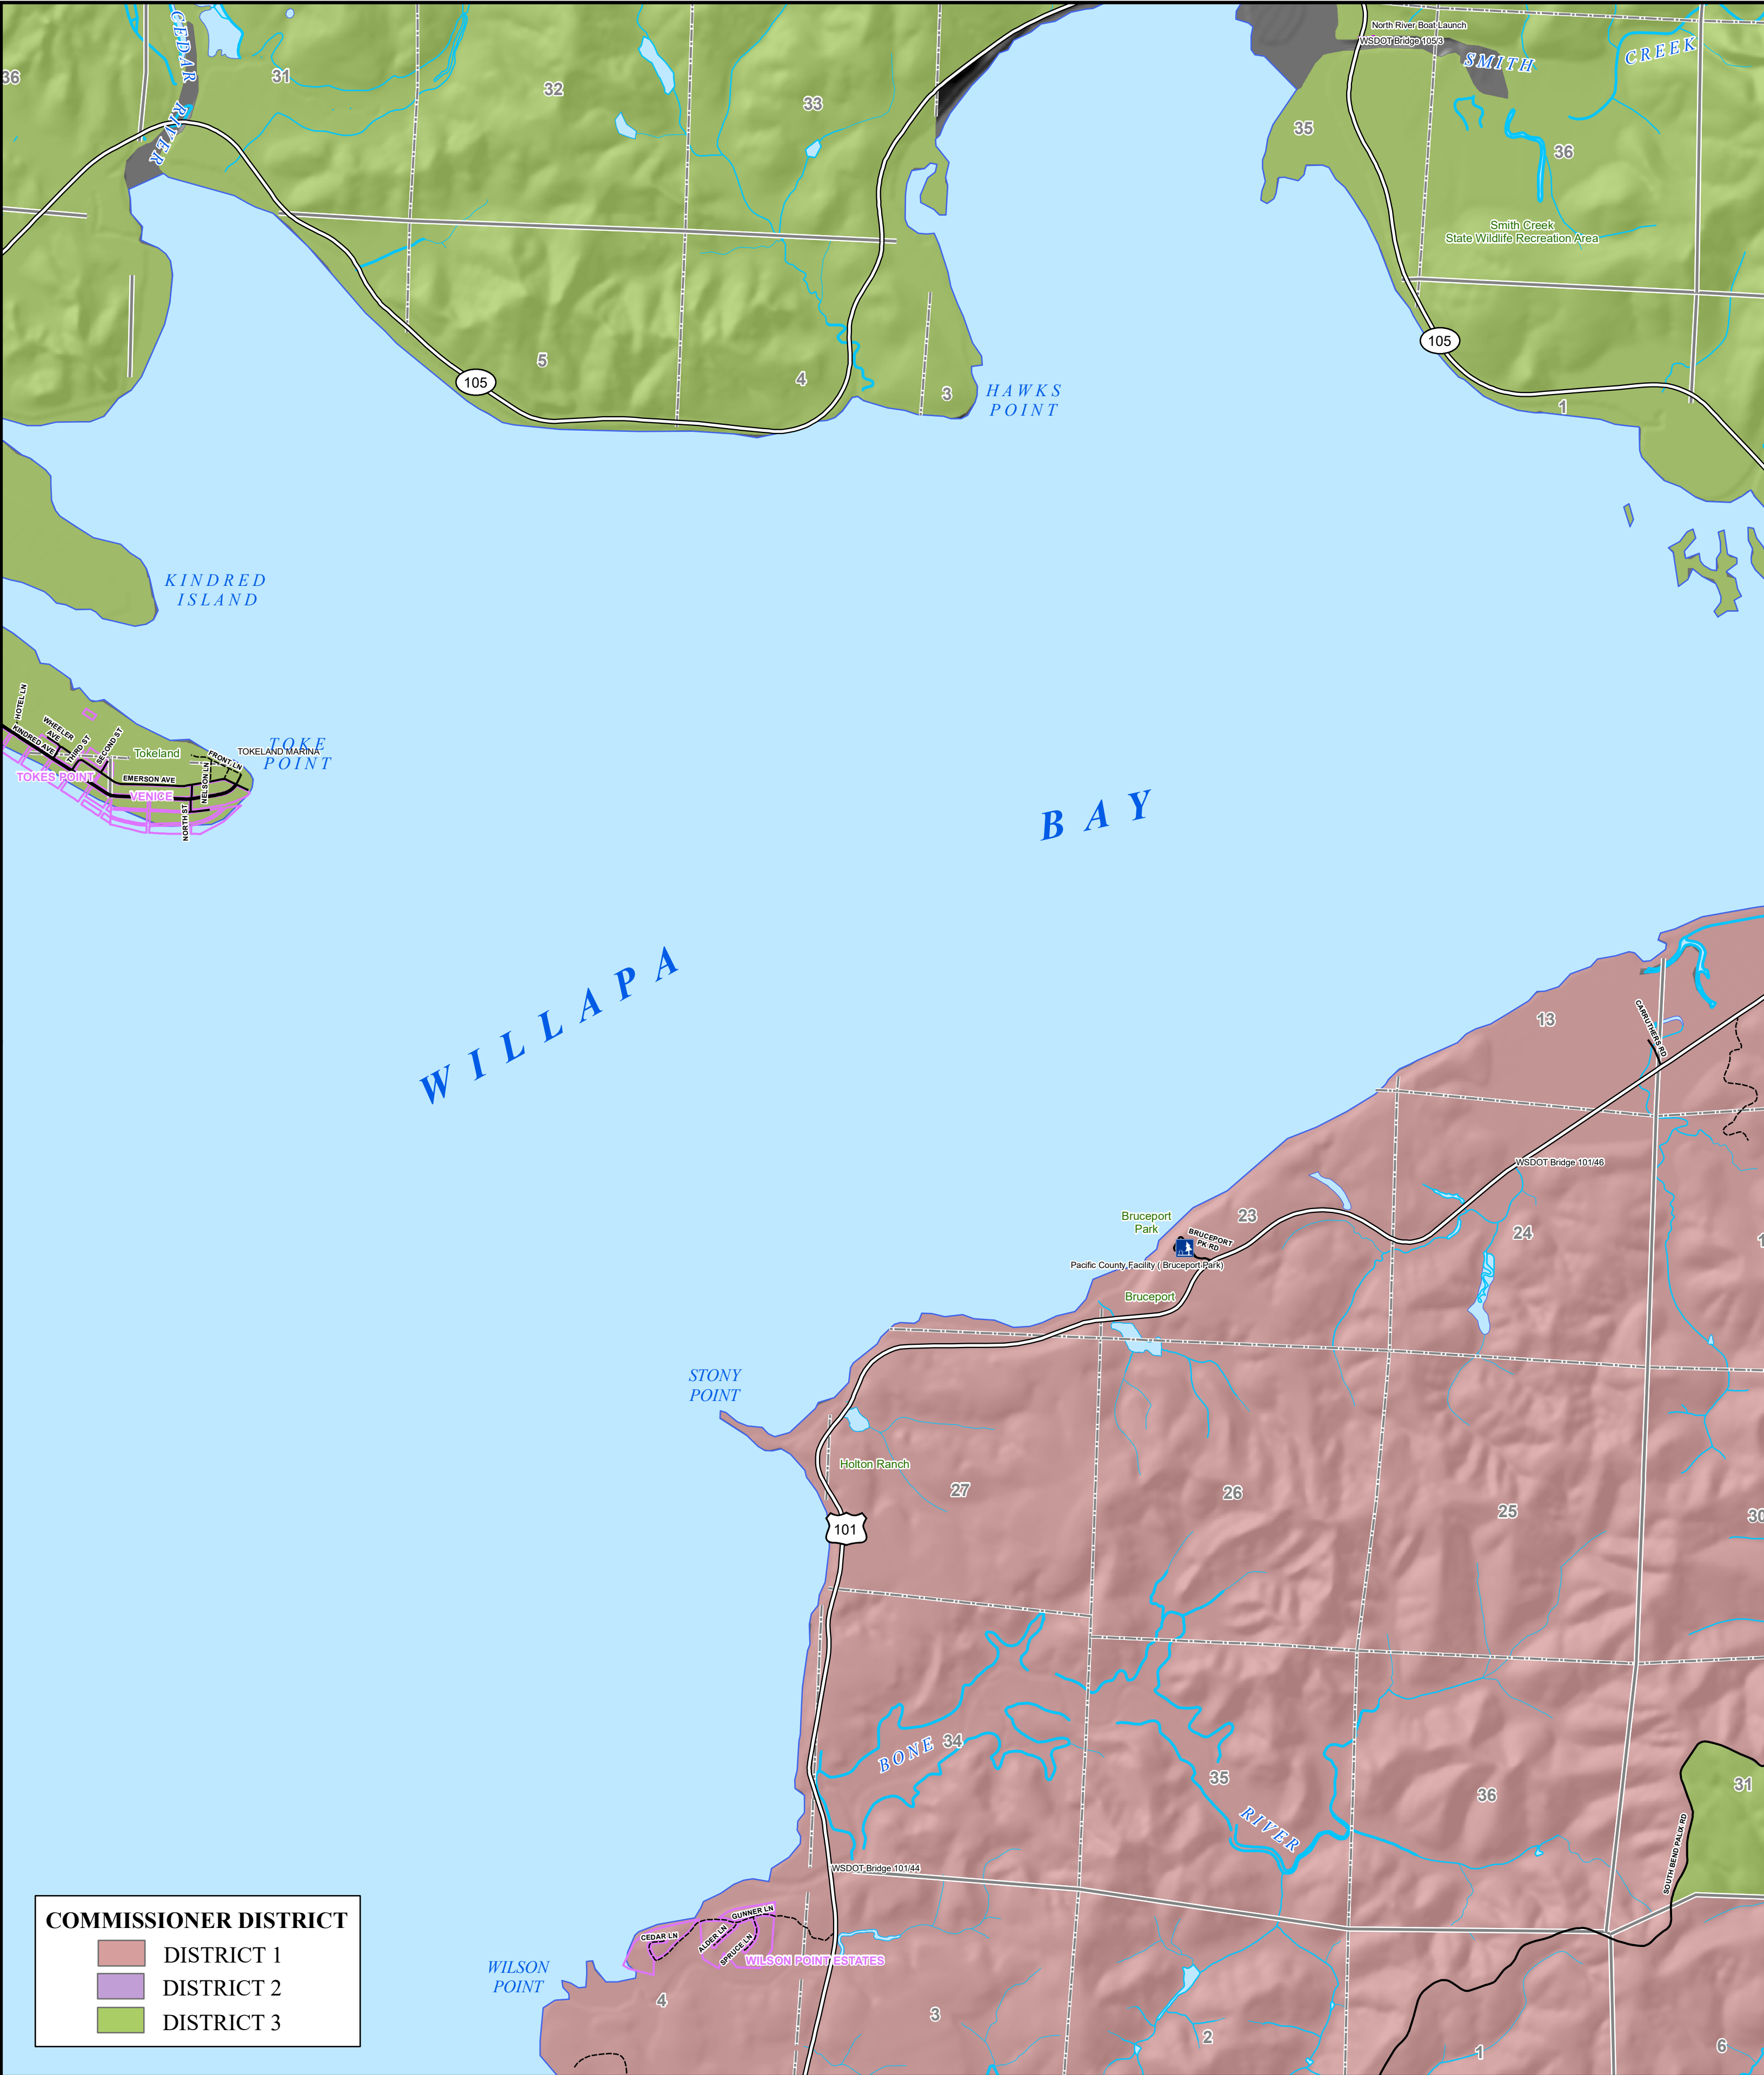 CEDAR
RIVER
36
31
32
33
North River Boat Launch
WSDOT Bridge 105/3
SMITH
CREEK
35
36
Smith Creek
State Wildlife Recreation Area
105
105
5
4
3
1
HAWKS
POINT
KINDRED
ISLAND
HOTEL LN
WHEELER
AVE
KINDRED AVE
THIRD ST
SECOND ST
Tokeland
FRONT LN
TOKE
POINT
TOKELAND MARINA
TOKES POINT
EMERSON AVE
NELSON LN
VENICE
NORTH ST
WILLAPA
BAY
13
CARRUTHERS RD
WSDOT Bridge 101/46
Bruceport
Park
23
BRUCEPORT
PK RD
24
Pacific County Facility ( Bruceport Park)
Bruceport
STONY
POINT
Holton Ranch
27
26
25
30
101
BONE
34
35
RIVER
36
31
SOUTH BEND PALIX RD
WSDOT Bridge 101/44
GUNNER LN
CEDAR LN
ALDER LN
SPRUCE LN
WILSON POINT ESTATES
WILSON
POINT
4
3
2
1
6
COMMISSIONER DISTRICT
DISTRICT 1
DISTRICT 2
DISTRICT 3